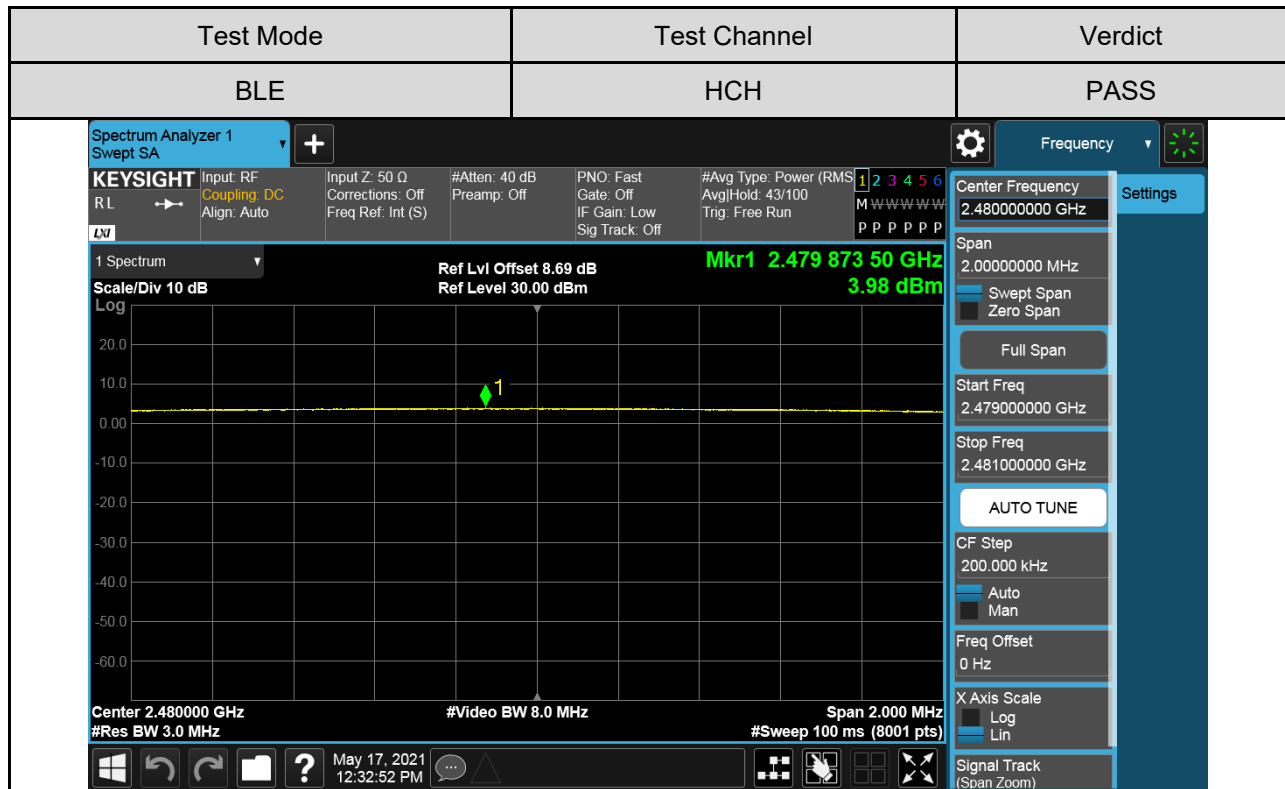 Test Mode Test Channel Verdict
BLE HCH PASS
Spectrum Analyzer 1
Swept SA
+
Frequency
KEYSIGHT
RL
LXI
Input: RF
Coupling: DC
Align: Auto
Input Z: 50 Ω
Corrections: Off
Freq Ref: Int (S)
#Atten: 40 dB
Preamp: Off
PNO: Fast
Gate: Off
IF Gain: Low
Sig Track: Off
#Avg Type: Power (RMS
Avg|Hold: 43/100
Trig: Free Run
1 2 3 4 5 6
M W W W W W
P P P P P P
1 Spectrum
Scale/Div 10 dB
Ref Lvl Offset 8.69 dB
Ref Level 30.00 dBm
Mkr1 2.479 873 50 GHz
3.98 dBm
Log
20.0
10.0
1
0.00
-10.0
-20.0
-30.0
-40.0
-50.0
-60.0
Center 2.480000 GHz
#Res BW 3.0 MHz
#Video BW 8.0 MHz
Span 2.000 MHz
#Sweep 100 ms (8001 pts)
?
May 17, 2021
12:32:52 PM
Center Frequency
2.480000000 GHz
Settings
Span
2.00000000 MHz
Swept Span
Zero Span
Full Span
Start Freq
2.479000000 GHz
Stop Freq
2.481000000 GHz
AUTO TUNE
CF Step
200.000 kHz
Auto
Man
Freq Offset
0 Hz
X Axis Scale
Log
Lin
Signal Track
(Span Zoom)